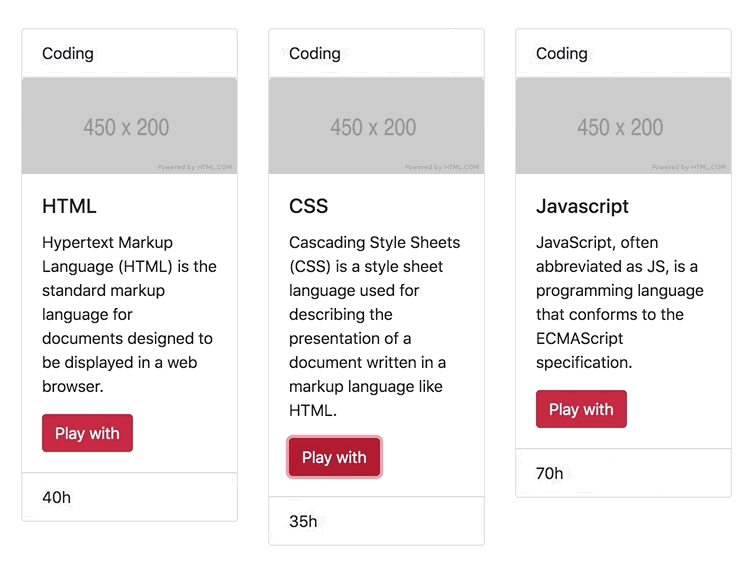 Coding
450 x 200
Powered by HTML.COM
HTML
Hypertext Markup
Language (HTML) is the
standard markup
language for
documents designed to
be displayed in a web
browser.
Play with
40h
Coding
450 x 200
Powered by HTML.COM
CSS
Cascading Style Sheets
(CSS) is a style sheet
language used for
describing the
presentation of a
document written in a
markup language like
HTML.
Play with
35h
Coding
450 x 200
Powered by HTML.COM
Javascript
JavaScript, often
abbreviated as JS, is a
programming language
that conforms to the
ECMAScript
specification.
Play with
70h